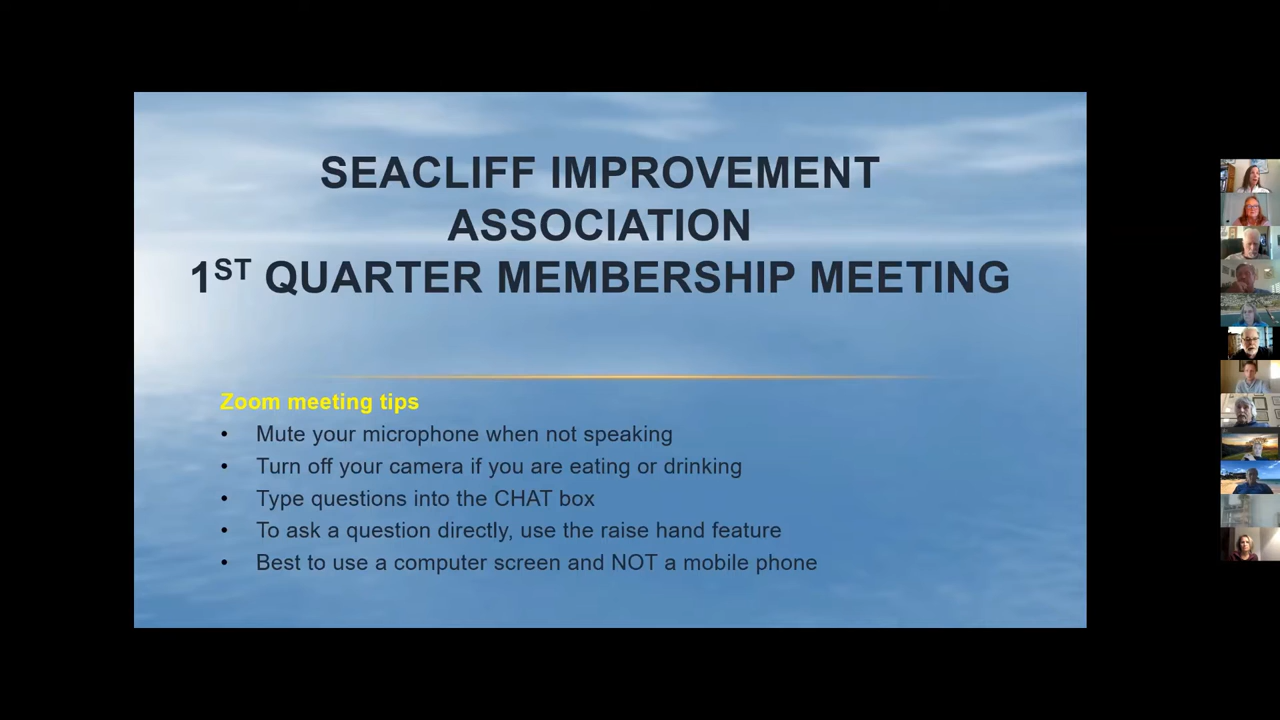 SEACLIFF IMPROVEMENT
ASSOCIATION
1ST QUARTER MEMBERSHIP MEETING
Zoom meeting tips
• Mute your microphone when not speaking
• Turn off your camera if you are eating or drinking
• Type questions into the CHAT box
• To ask a question directly, use the raise hand feature
• Best to use a computer screen and NOT a mobile phone